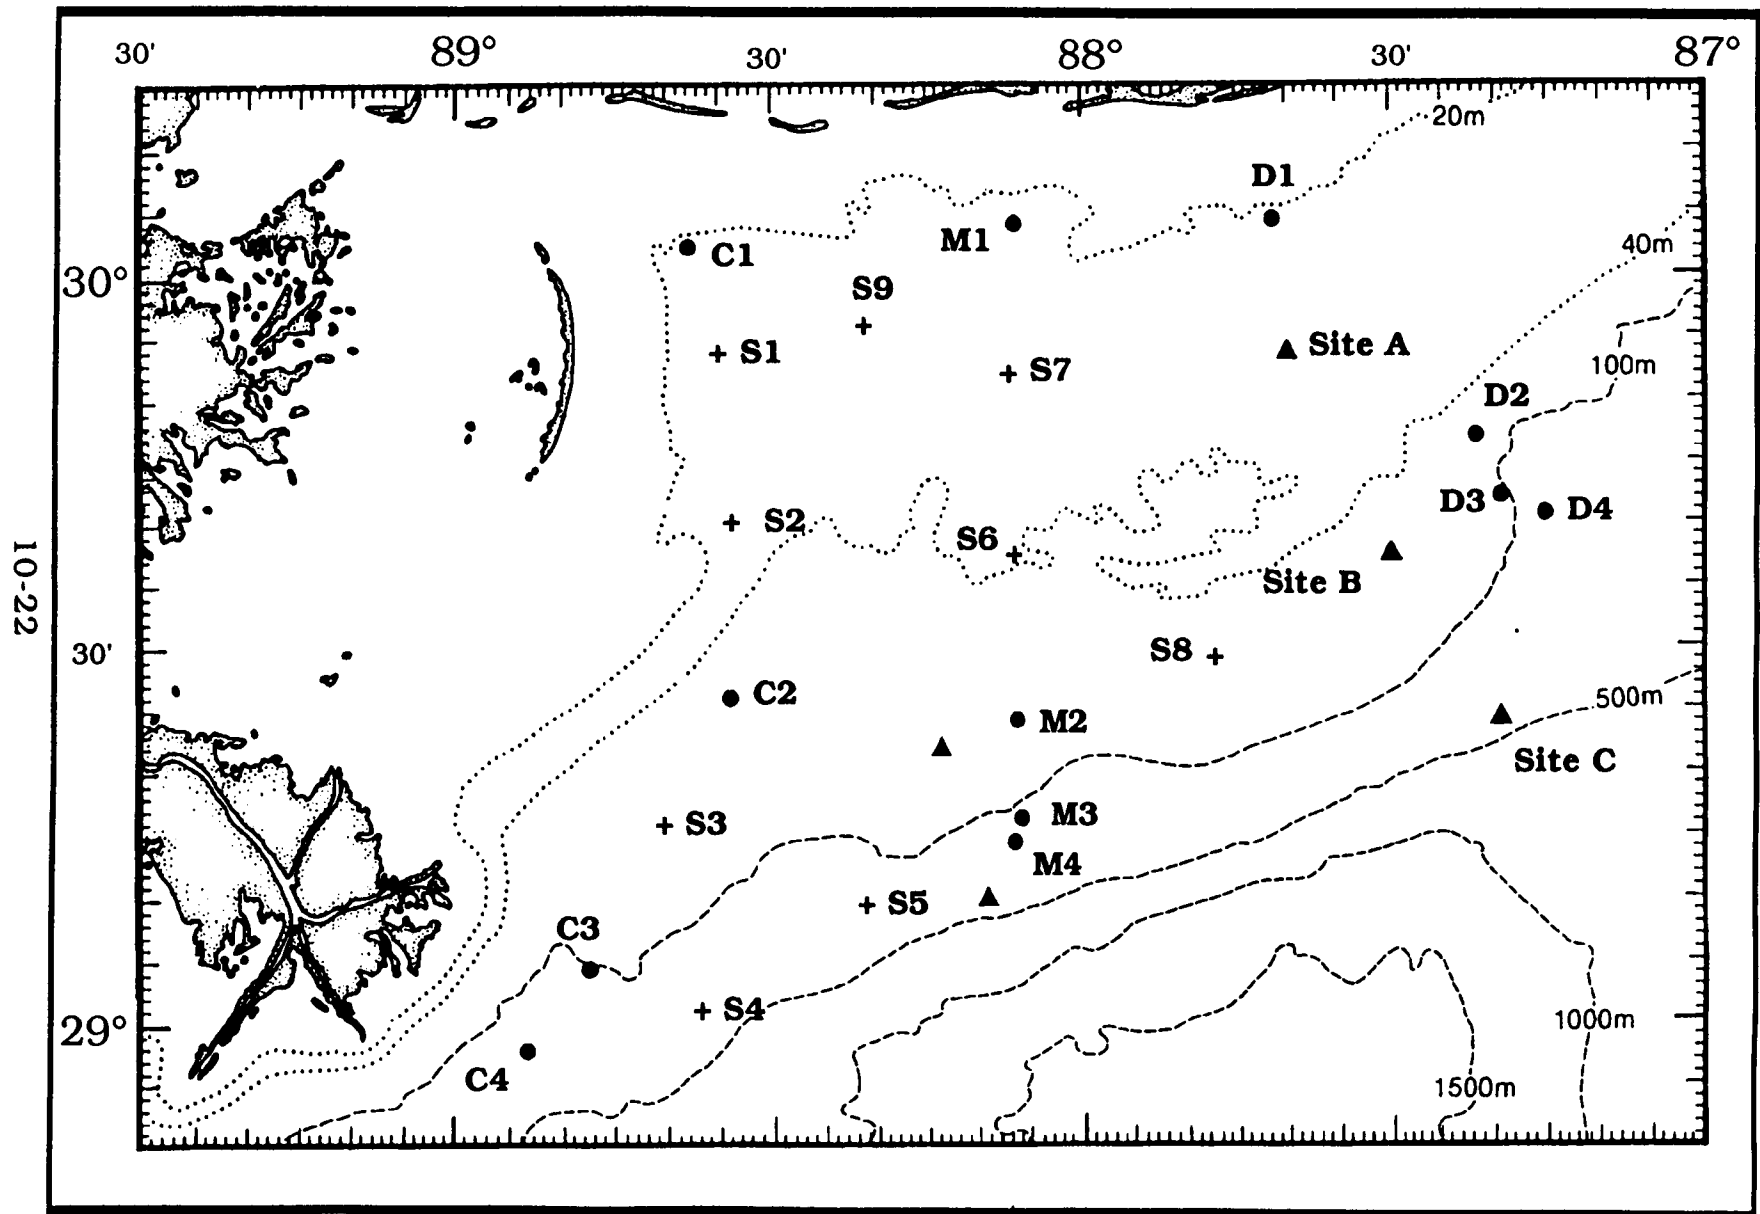 30' 89° 30' 88° 30' 87°
20m
D1
40m
M1
C1
30°
S9
Site A
S1
100m
S7
D2
D3
D4
S2
S6
10-22
Site B
S8
30'
C2
500m
M2
Site C
M3
S3
M4
S5
C3
S4
1000m
29°
C4
1500m